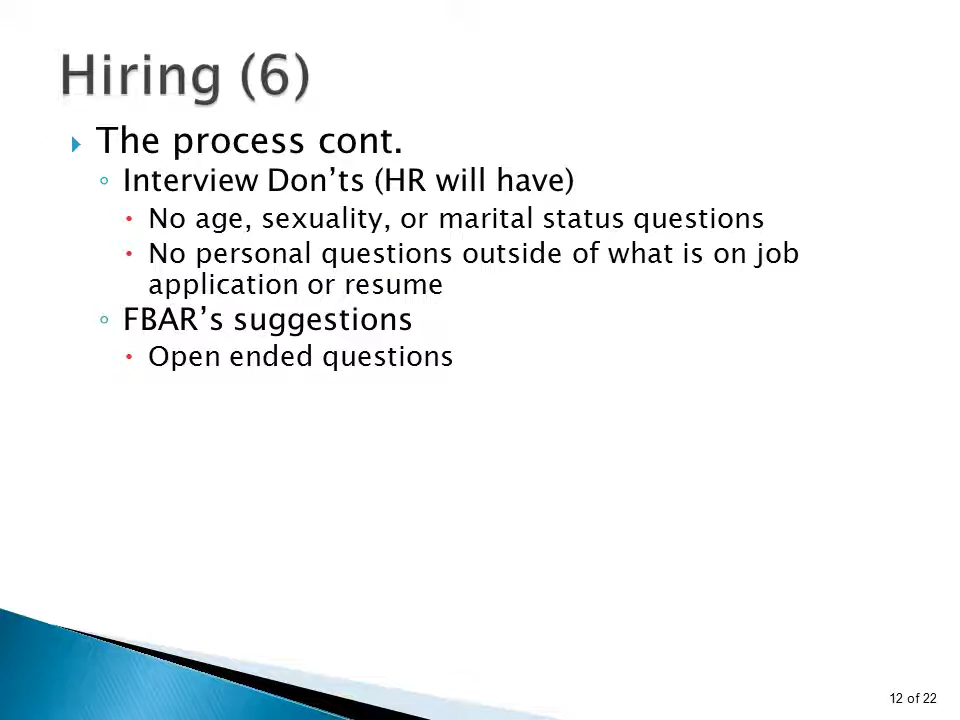 Hiring (6)
The process cont.
Interview Don’ts (HR will have)
No age, sexuality, or marital status questions
No personal questions outside of what is on job
application or resume
FBAR’s suggestions
Open ended questions
12 of 22